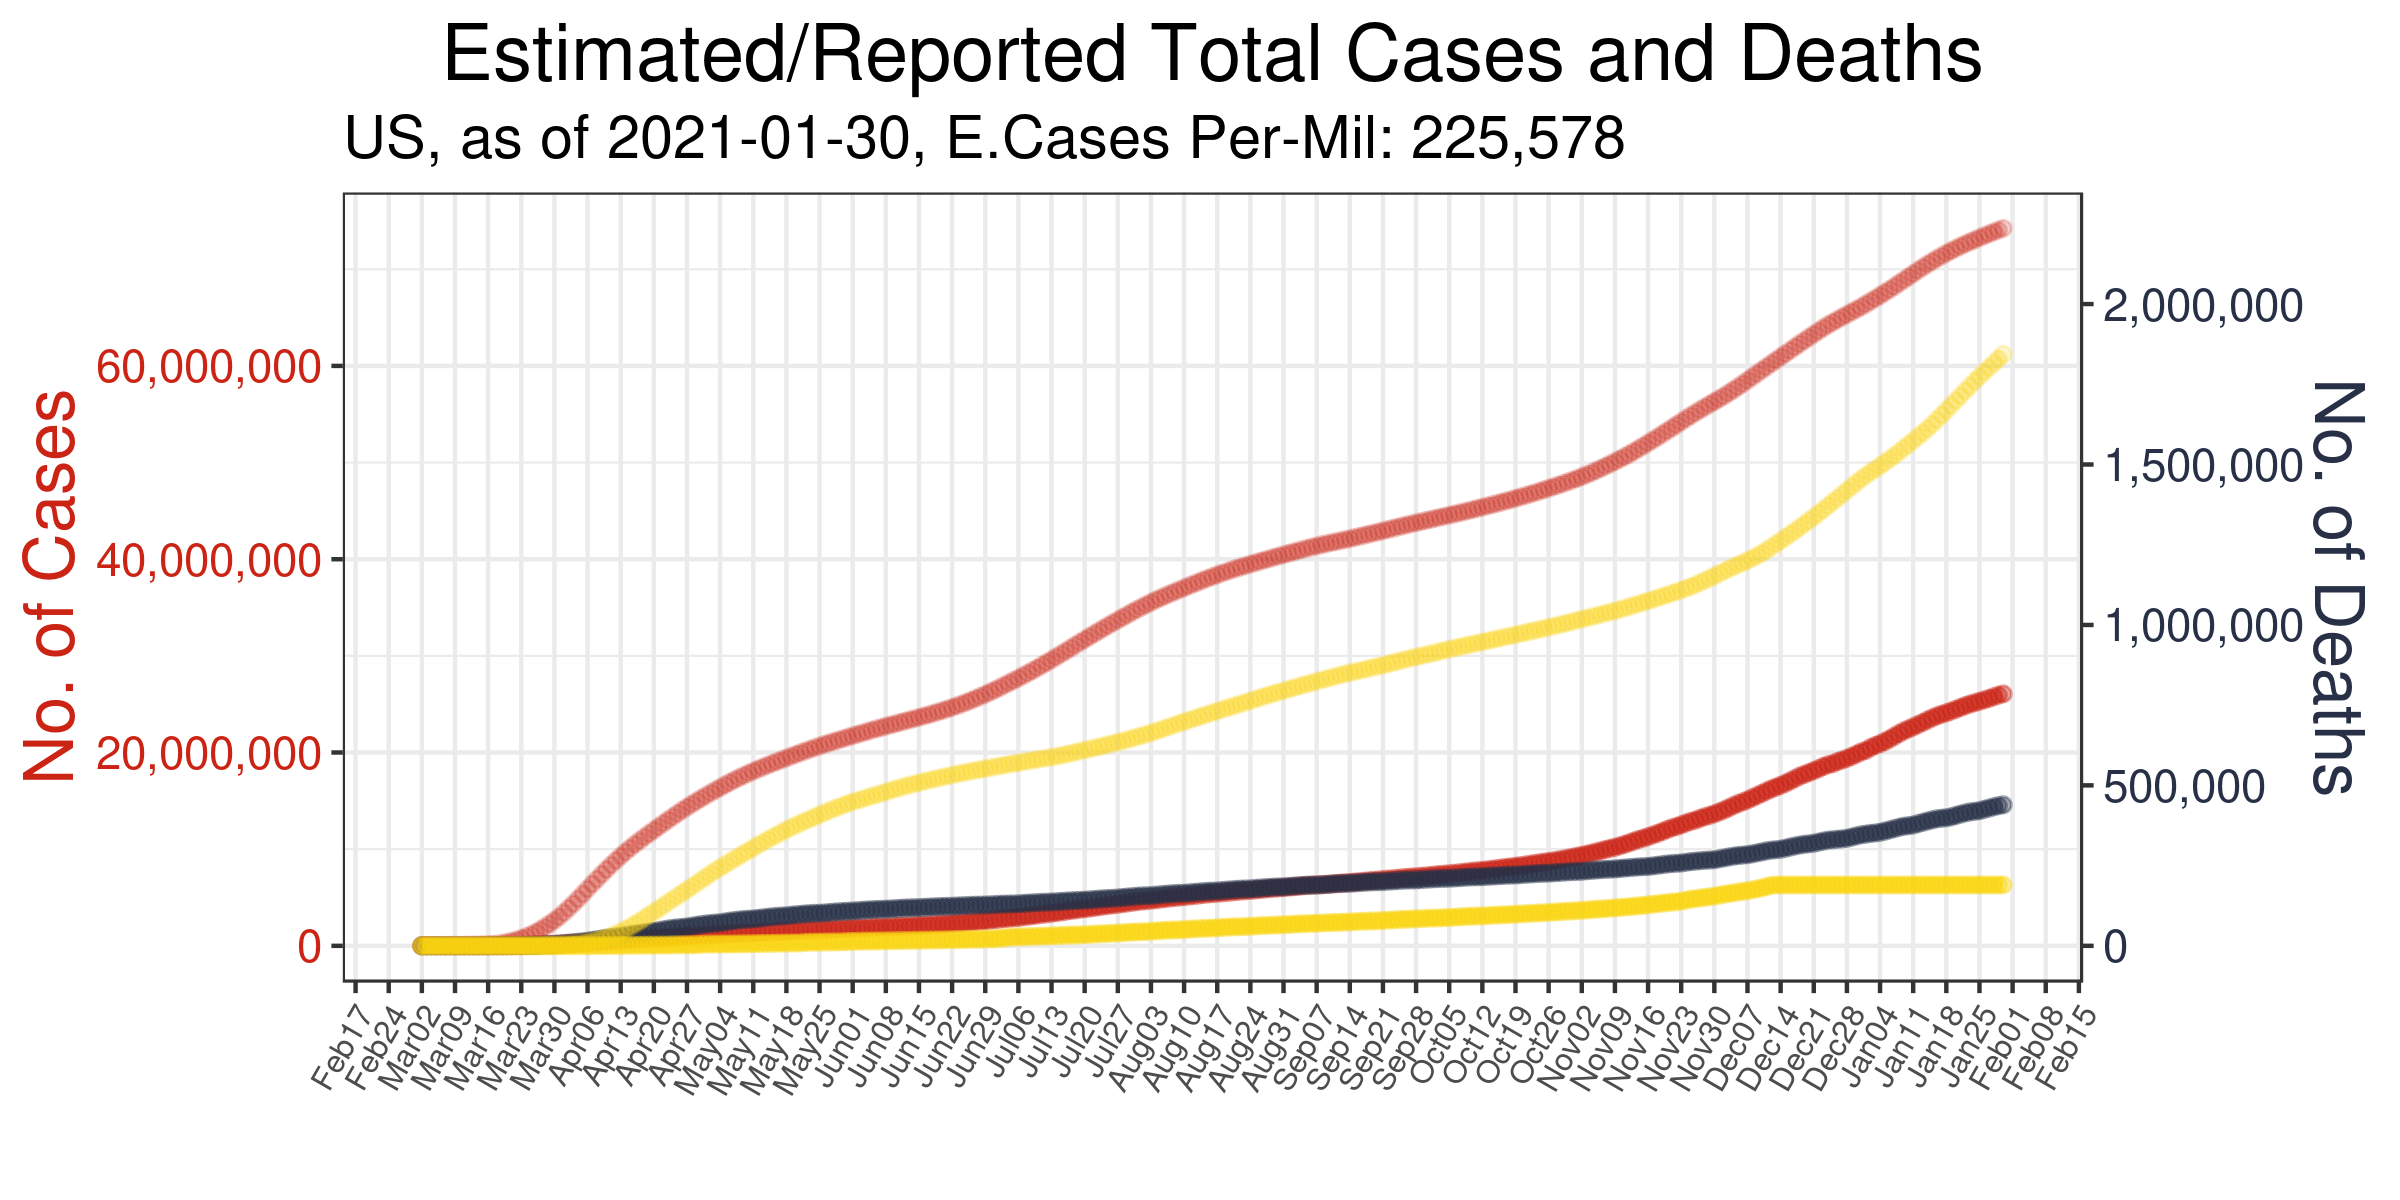 Estimated/Reported Total Cases and Deaths
US, as of 2021-01-30, E.Cases Per-Mil: 225,578
No. of Cases
60,000,000
40,000,000
20,000,000
0
2,000,000
1,500,000
1,000,000
500,000
0
No. of Deaths
Feb17
Feb24
Mar02
Mar09
Mar16
Mar23
Mar30
Apr06
Apr13
Apr20
Apr27
May04
May11
May18
May25
Jun01
Jun08
Jun15
Jun22
Jun29
Jul06
Jul13
Jul20
Jul27
Aug03
Aug10
Aug17
Aug24
Aug31
Sep07
Sep14
Sep21
Sep28
Oct05
Oct12
Oct19
Oct26
Nov02
Nov09
Nov16
Nov23
Nov30
Dec07
Dec14
Dec21
Dec28
Jan04
Jan11
Jan18
Jan25
Feb01
Feb08
Feb15